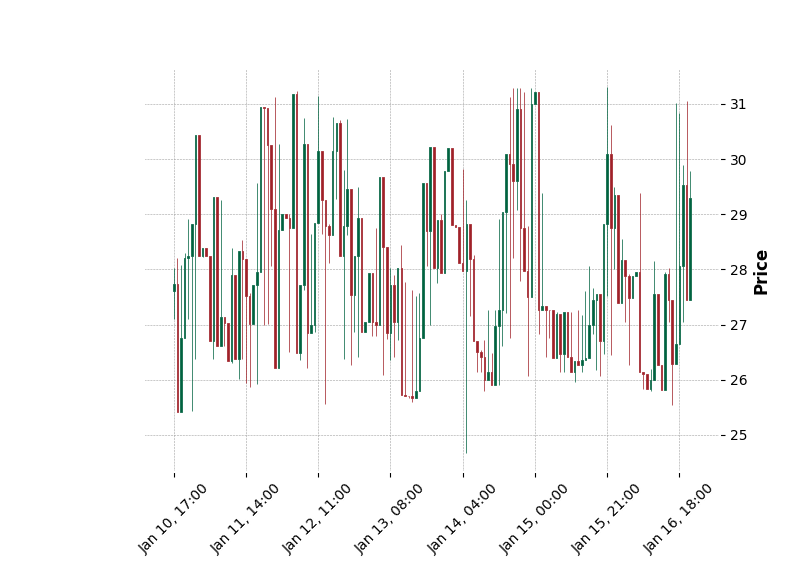 31
30
29
28
27
26
25
Price
Jan 10, 17:00
Jan 11, 14:00
Jan 12, 11:00
Jan 13, 08:00
Jan 14, 04:00
Jan 15, 00:00
Jan 15, 21:00
Jan 16, 18:00